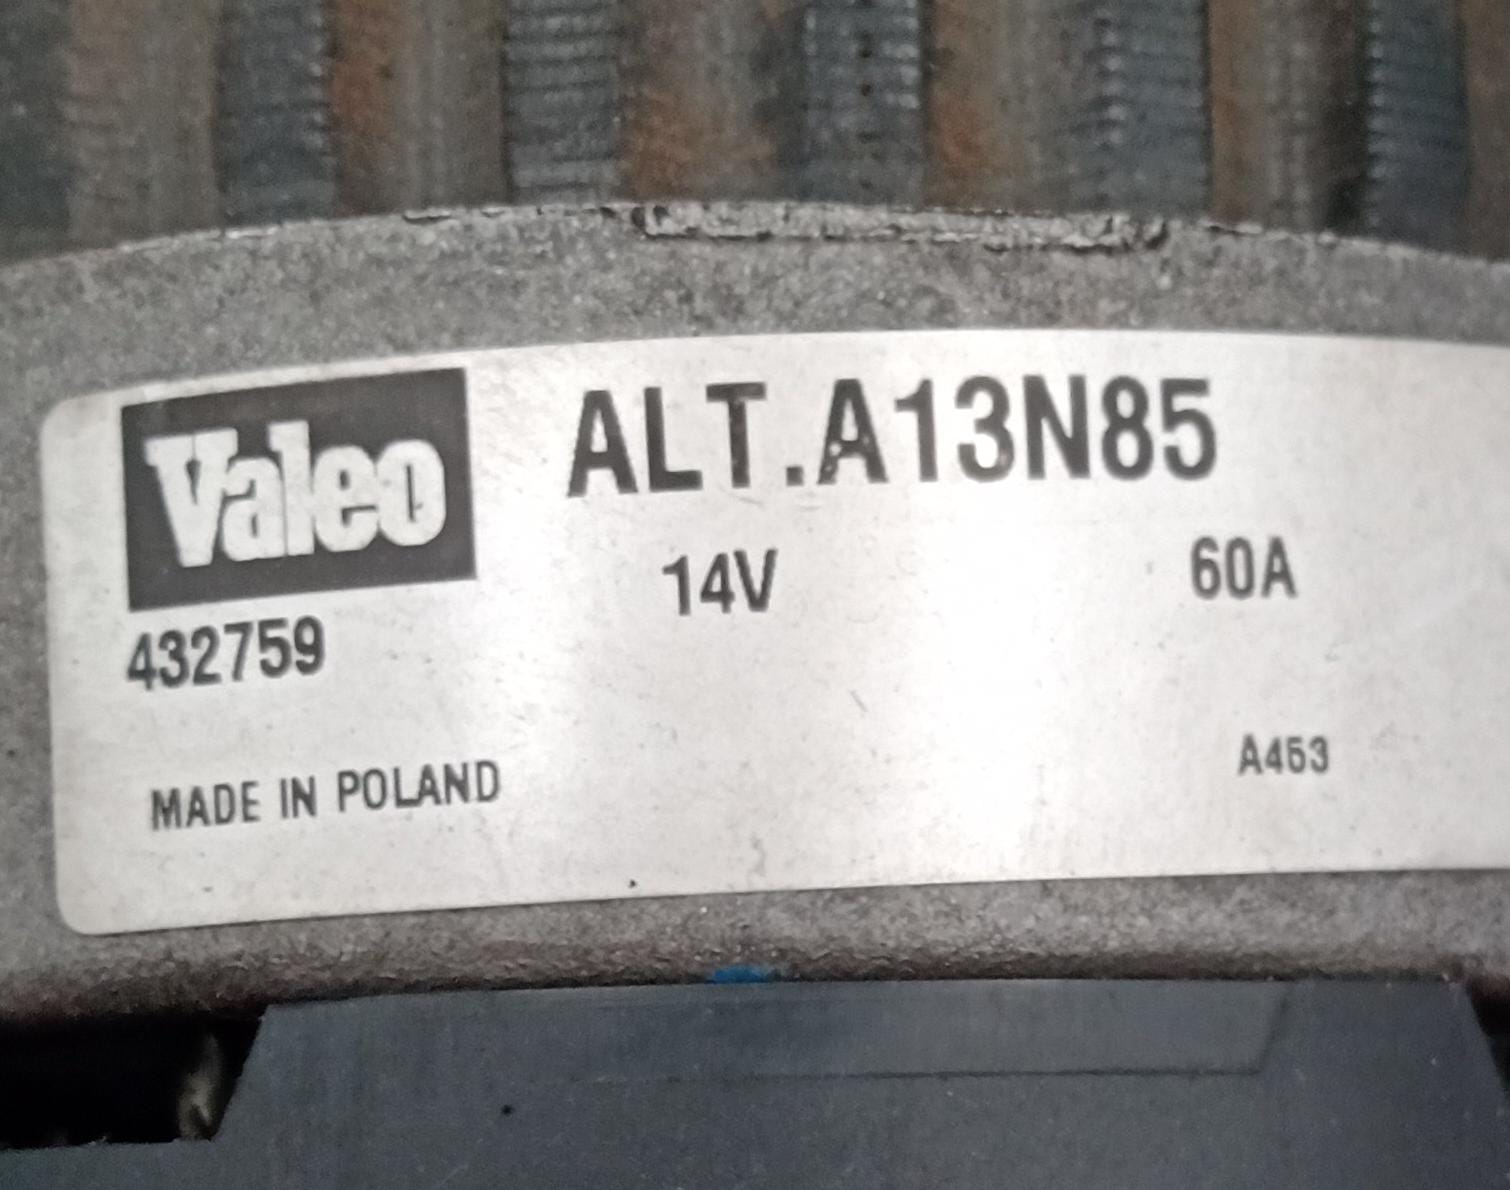 Valeo
ALT.A13N85
14V 60A
432759
A453
MADE IN POLAND